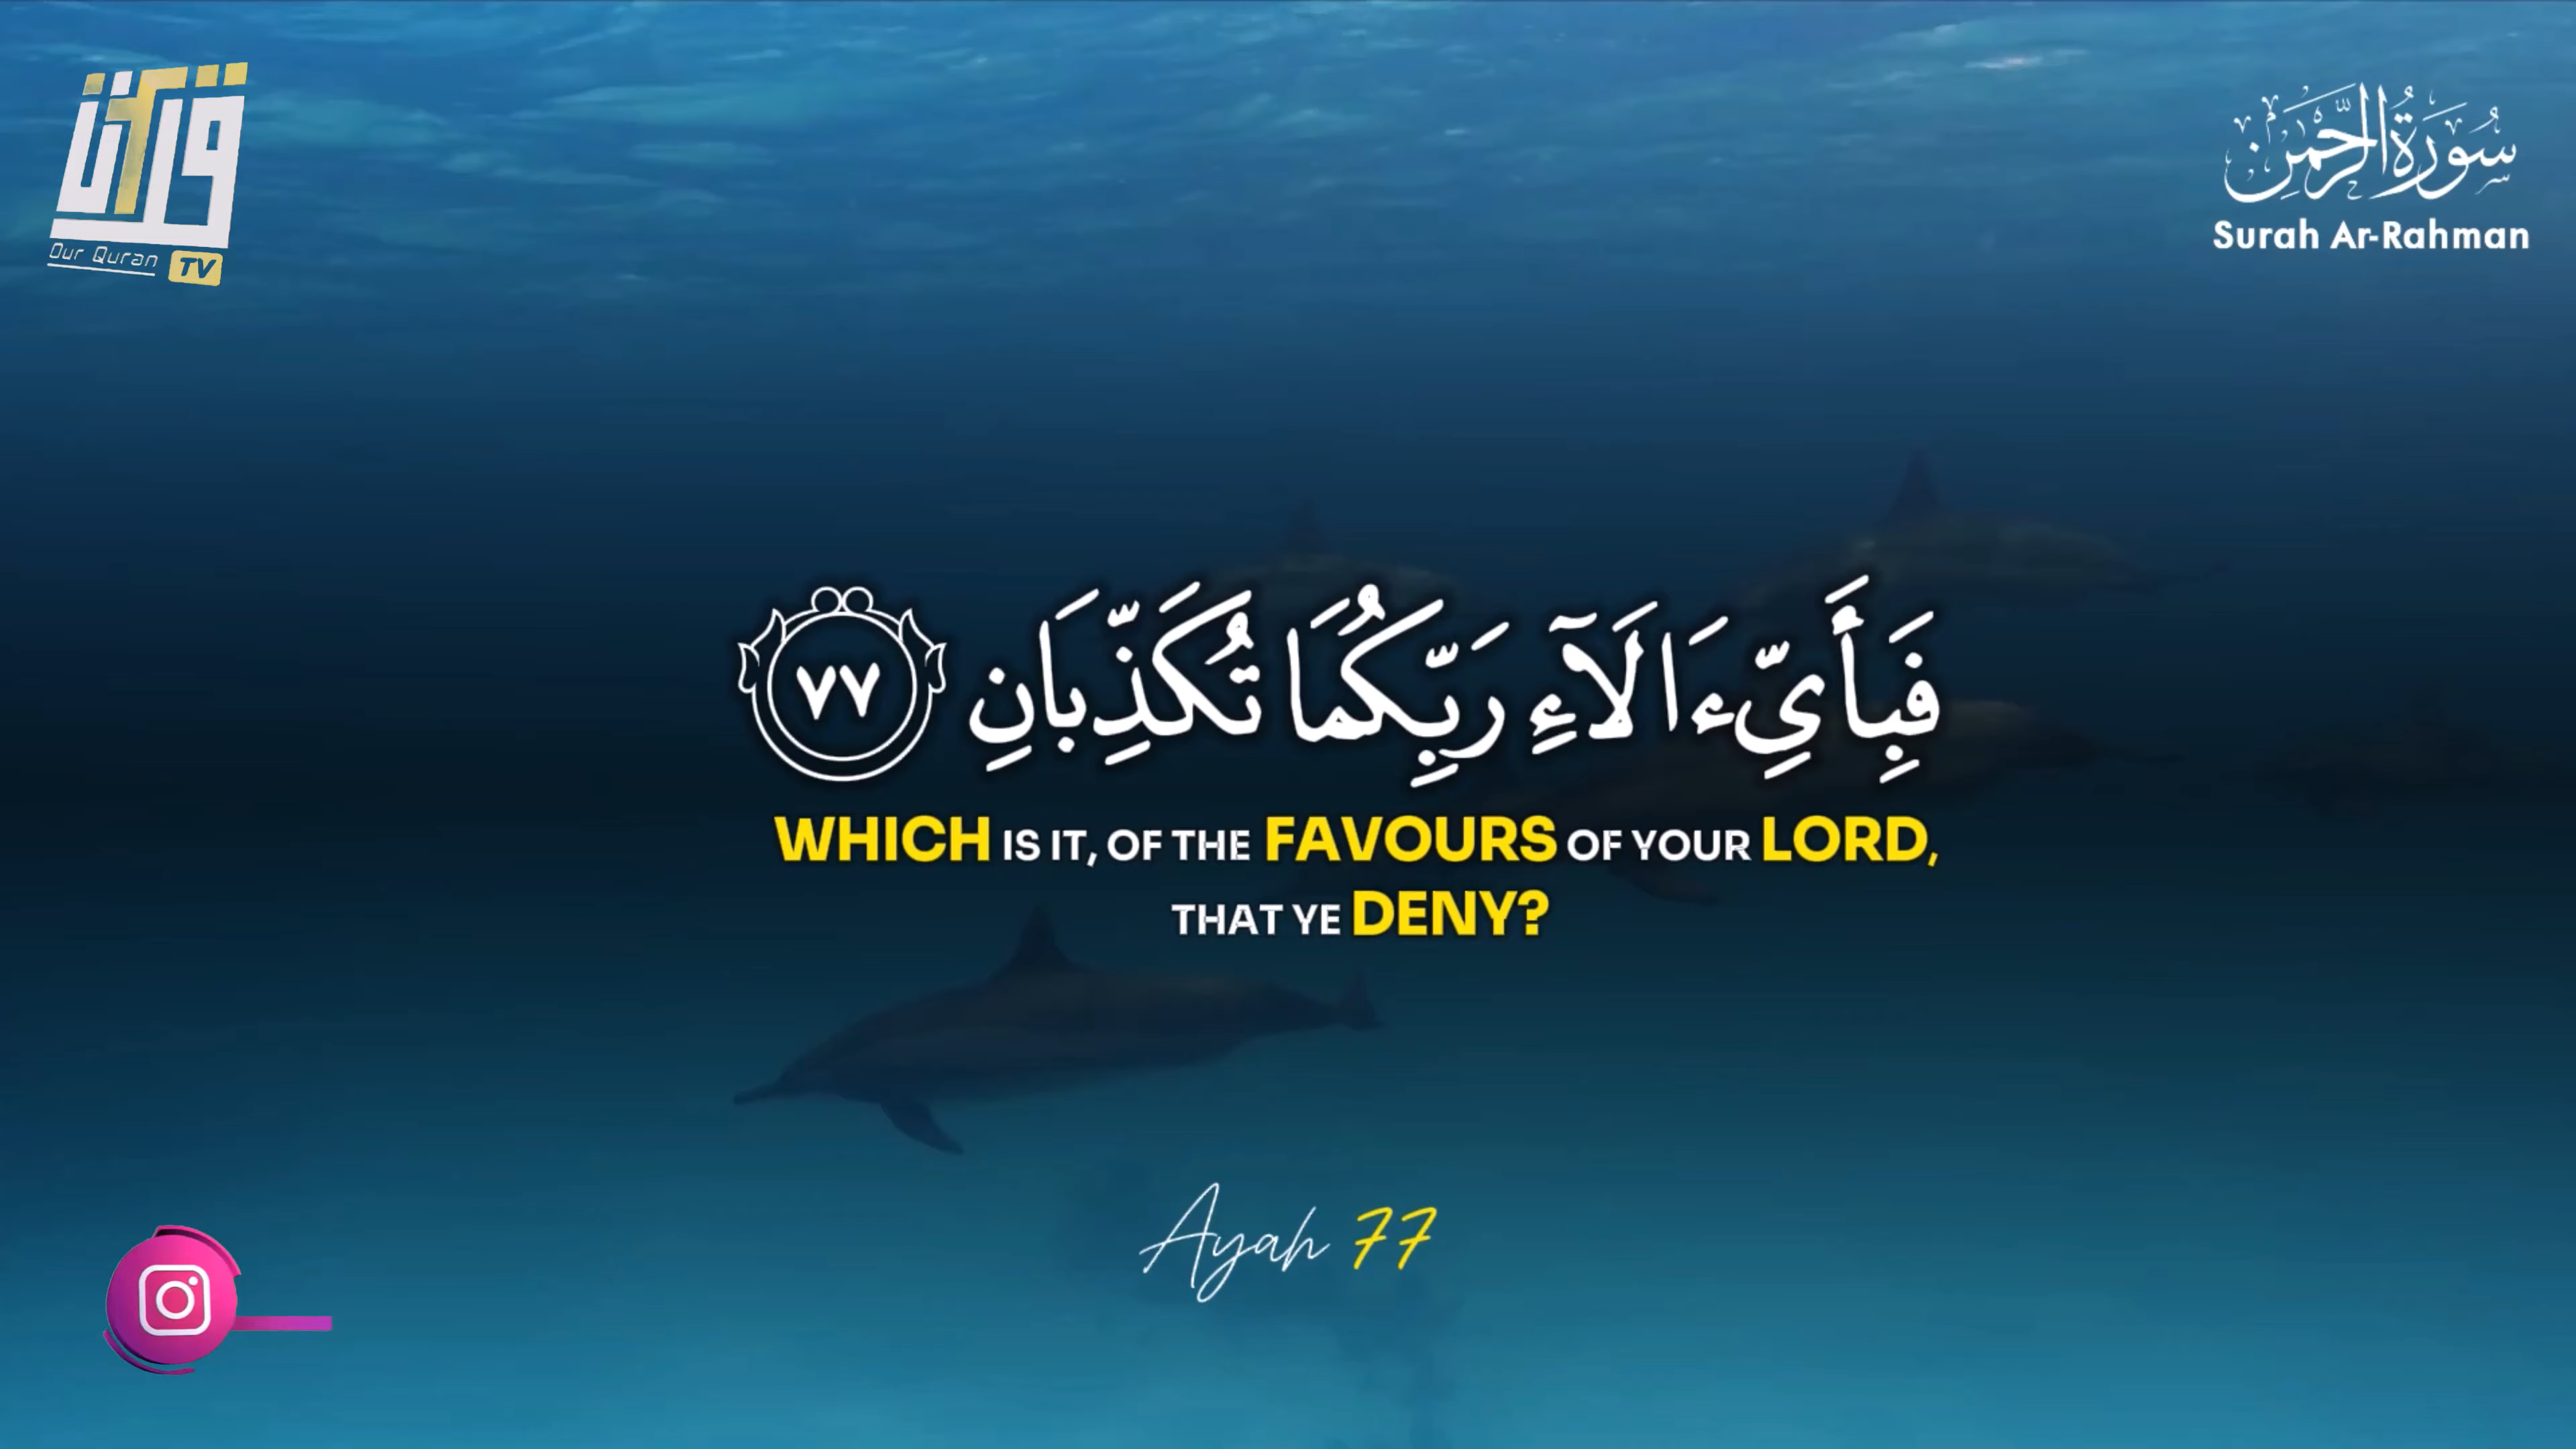 قرآننا
Our Quran
TV
سُورَةُ الرَّحْمَٰن
Surah Ar-Rahman
فَبِأَيِّ ءَالَآءِ رَبِّكُمَا تُكَذِّبَانِ ٧٧
WHICH IS IT, OF THE FAVOURS OF YOUR LORD,
THAT YE DENY?
Ayah 77